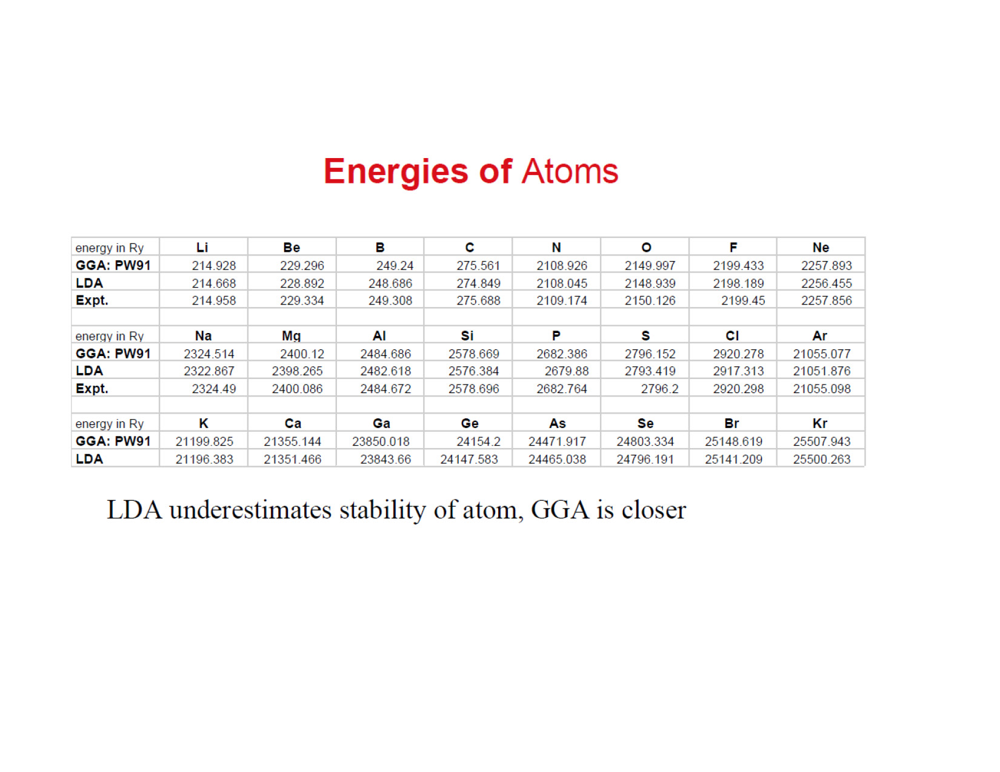 Energies of Atoms
energy in Ry Li Be B C N O F Ne
GGA: PW91 214.928 229.296 249.24 275.561 2108.926 2149.997 2199.433 2257.893
LDA 214.668 228.892 248.686 274.849 2108.045 2148.939 2198.189 2256.455
Expt. 214.958 229.334 249.308 275.688 2109.174 2150.126 2199.45 2257.856
energy in Ry Na Mg Al Si P S Cl Ar
GGA: PW91 2324.514 2400.12 2484.686 2578.669 2682.386 2796.152 2920.278 21055.077
LDA 2322.867 2398.265 2482.618 2576.384 2679.88 2793.419 2917.313 21051.876
Expt. 2324.49 2400.086 2484.672 2578.696 2682.764 2796.2 2920.298 21055.098
energy in Ry K Ca Ga Ge As Se Br Kr
GGA: PW91 21199.825 21355.144 23850.018 24154.2 24471.917 24803.334 25148.619 25507.943
LDA 21196.383 21351.466 23843.66 24147.583 24465.038 24796.191 25141.209 25500.263
LDA underestimates stability of atom, GGA is closer